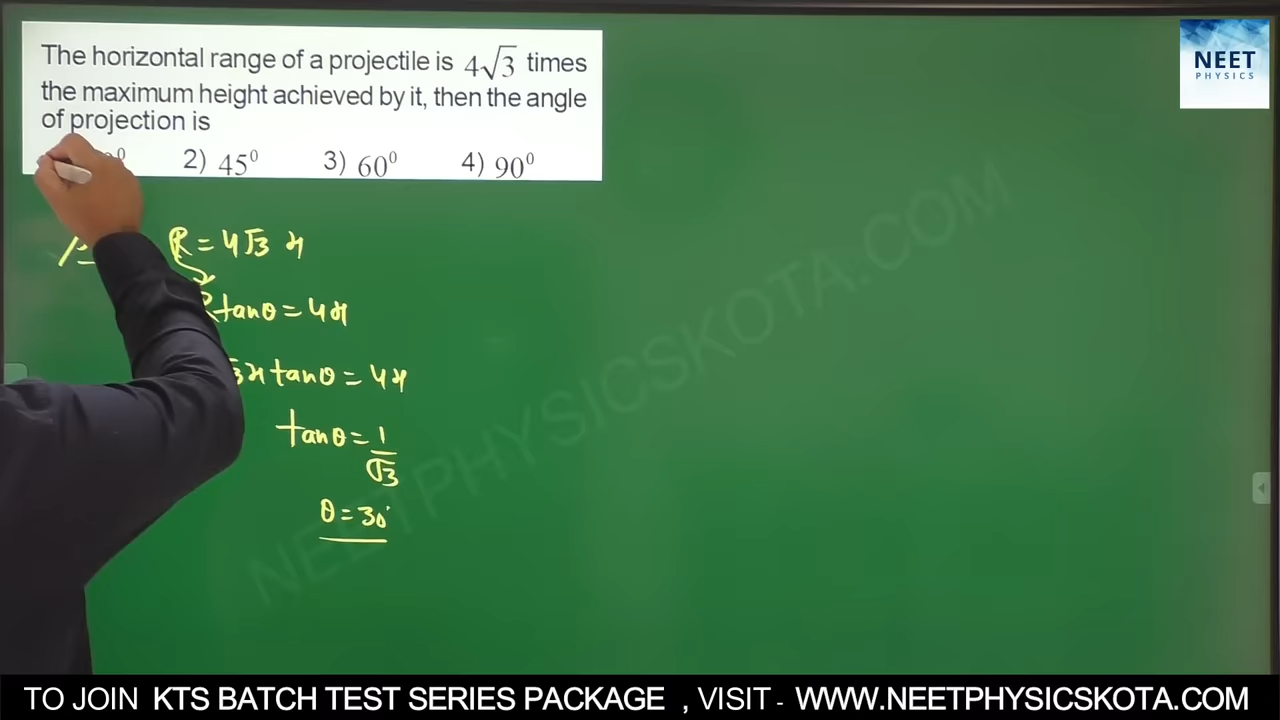 The horizontal range of a projectile is 4√3 times
the maximum height achieved by it, then the angle
of projection is
2) 45⁰ 3) 60⁰ 4) 90⁰
NEET
PHYSICS
R = 4√3 H
tanθ = 4H
H tanθ = 4H
tanθ = 1/√3
θ = 30°
NEETPHYSICSKOTA.COM
TO JOIN KTS BATCH TEST SERIES PACKAGE , VISIT - WWW.NEETPHYSICSKOTA.COM